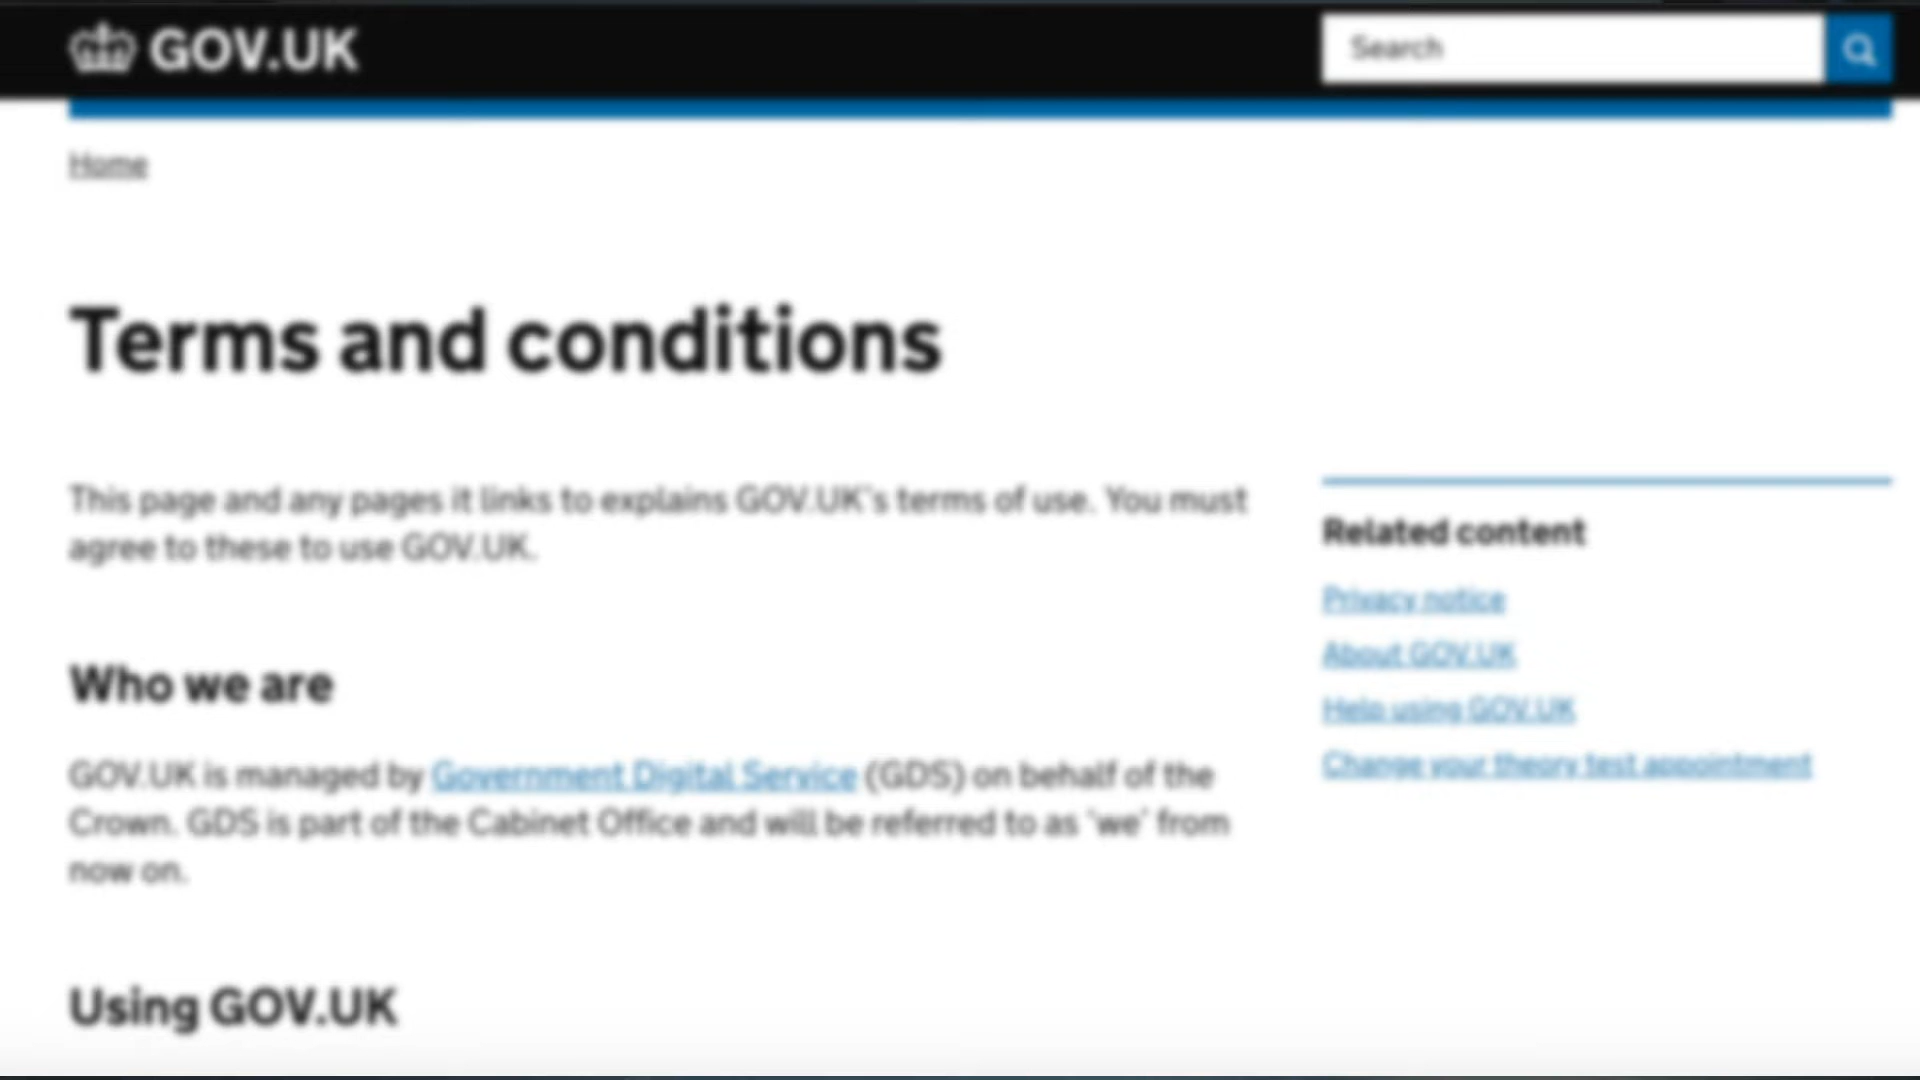 GOV.UK
Search
Home
Terms and conditions
This page and any pages it links to explains GOV.UK's terms of use. You must
agree to these to use GOV.UK.
Who we are
GOV.UK is managed by Government Digital Service (GDS) on behalf of the
Crown. GDS is part of the Cabinet Office and will be referred to as 'we' from
now on.
Using GOV.UK
Related content
Privacy notice
About GOV.UK
Help using GOV.UK
Change your theory test appointment